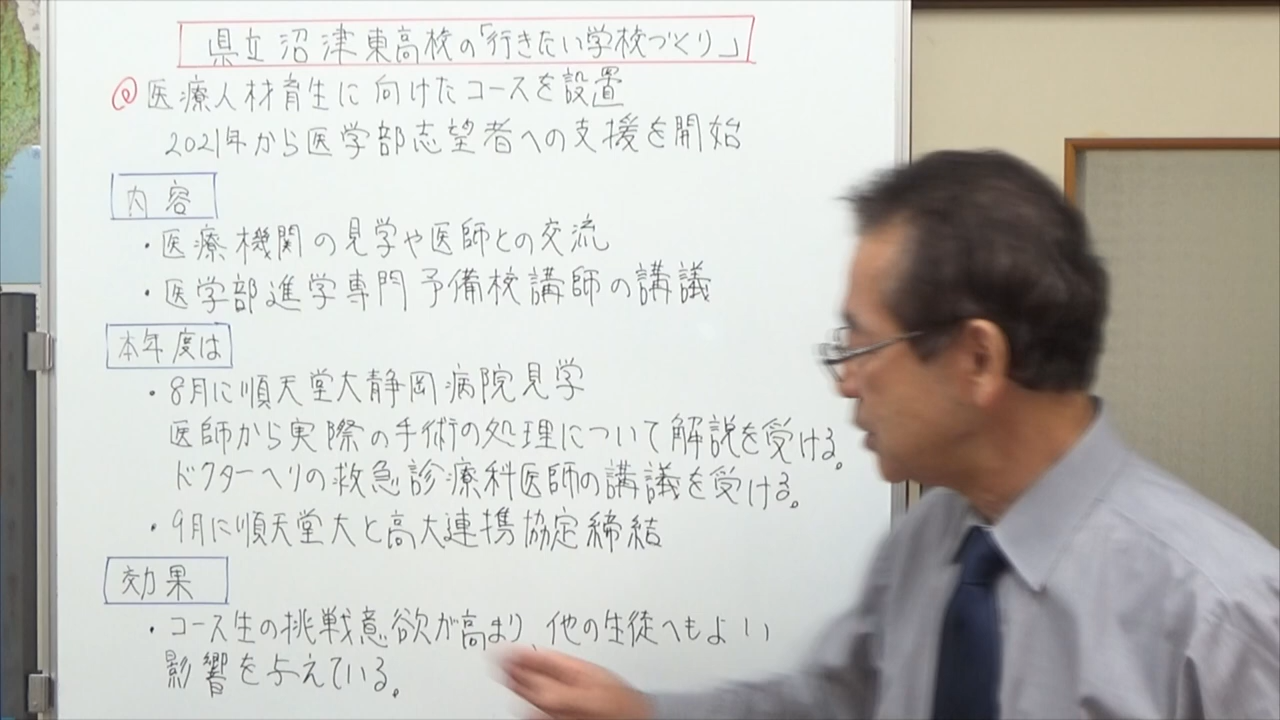 県立沼津東高校の「行きたい学校づくり」
@医療人材育生に向けたコースを設置
2021年から医学部志望者への支援を開始
内容
・医療機関の見学や医師との交流
・医学部進学専門予備校講師の講議
本年度は
・8月に順天堂大静岡病院見学
医師から実際の手術の処理について解説を受ける。
ドクターヘリの救急診療科医師の講議を受ける。
・9月に順天堂大と高大連携協定締結
効果
・コース生の挑戦意欲が高まり、他の生徒へもよい
影響を与えている。